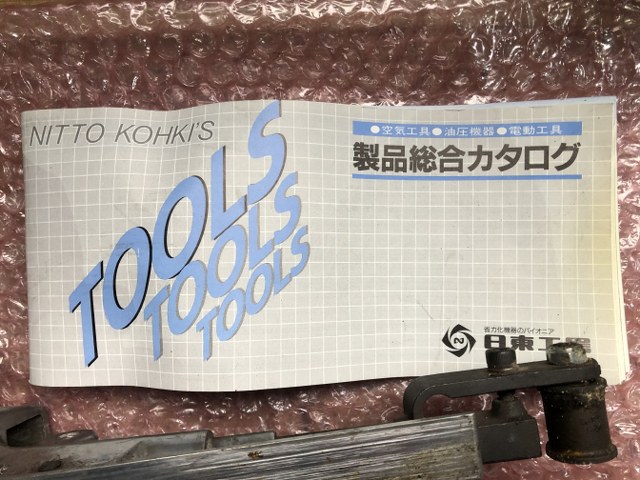 NITTO KOHKI'S
TOOLS
TOOLS
TOOLS
●空気工具●油圧機器●電動工具
製品総合カタログ
省力化機器のパイオニア
日東工